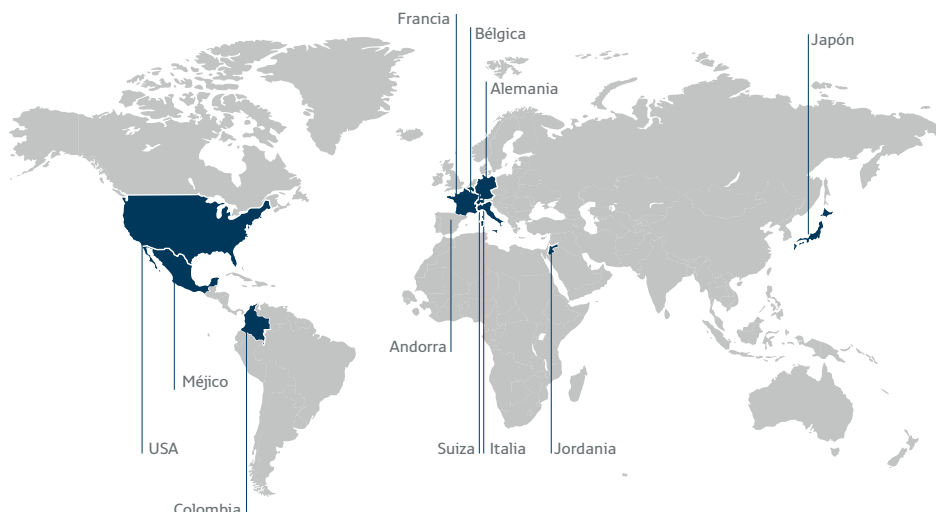 Francia
Bélgica
Japón
Alemania
Andorra
Méjico
USA
Suiza
Italia
Jordania
Colombia